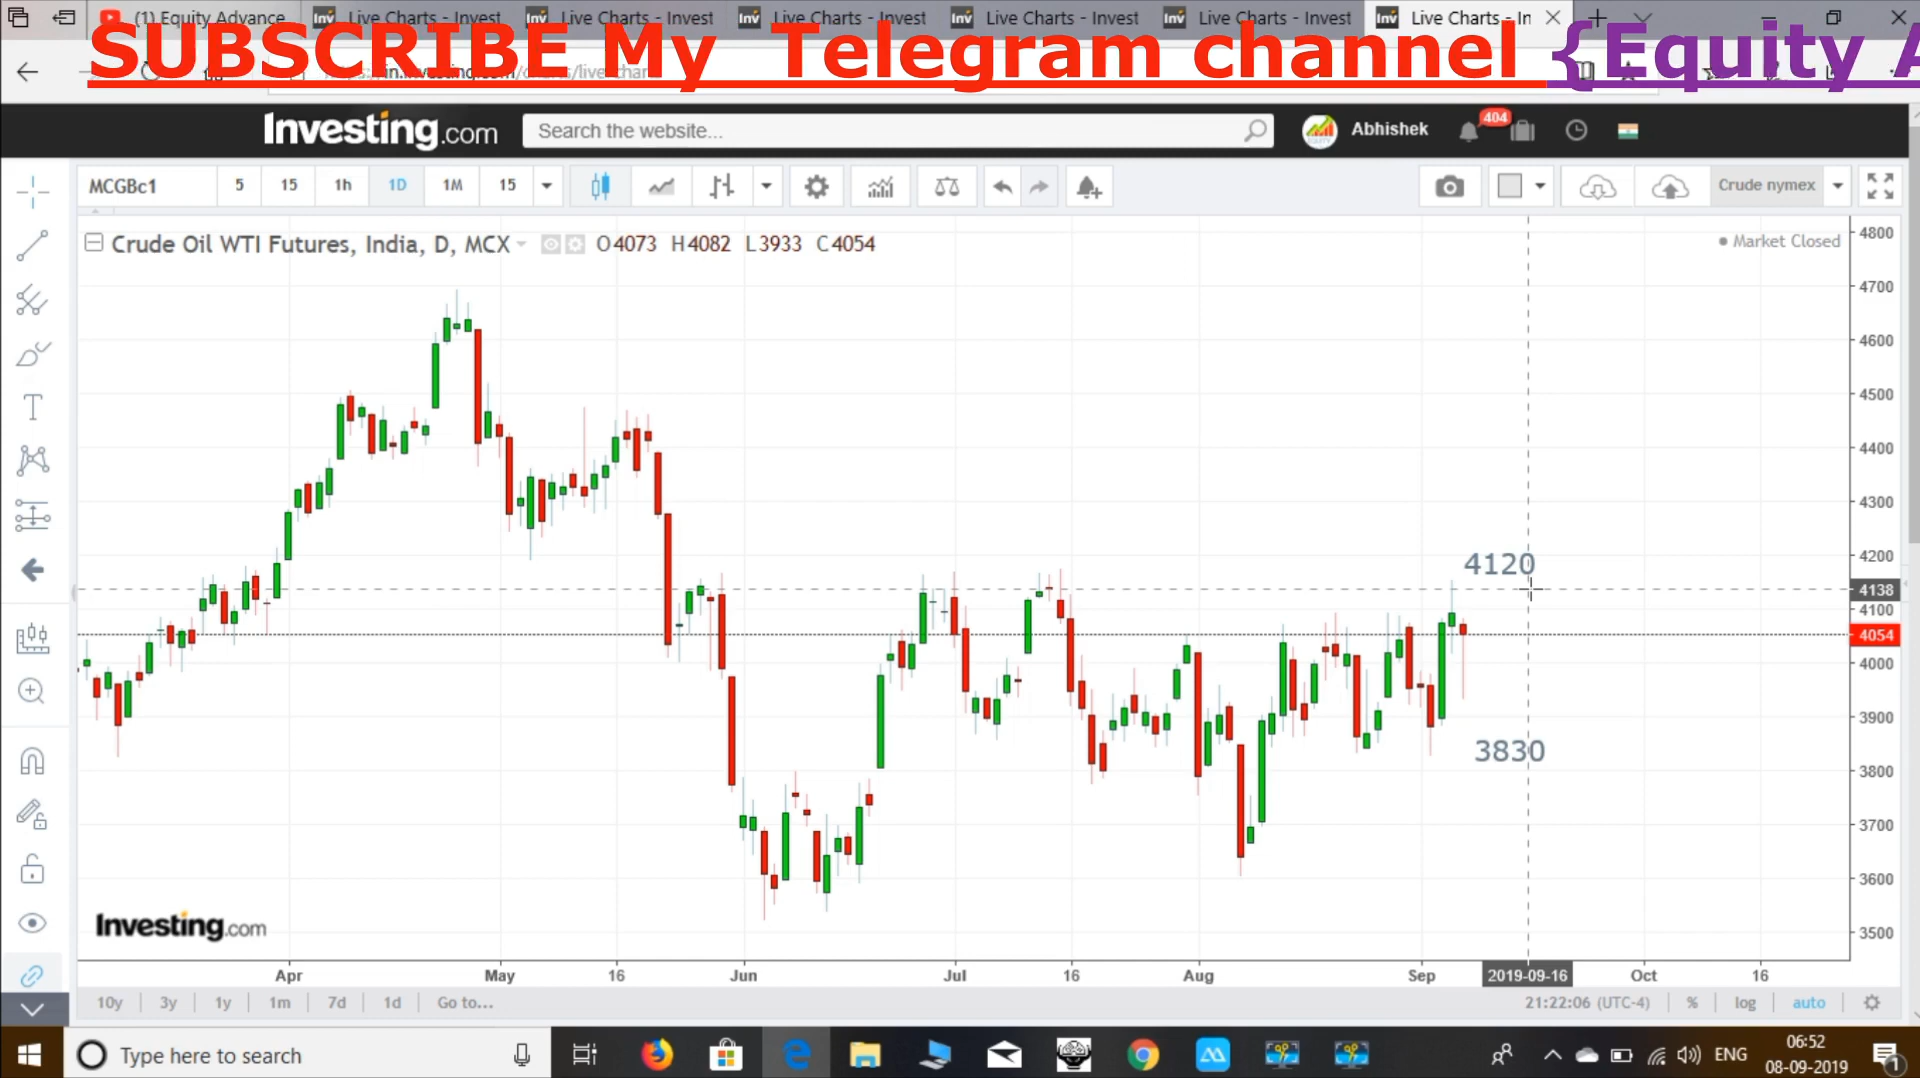 (1) Equity Advance
Live Charts - Invest
Live Charts - Invest
Live Charts - Invest
Live Charts - Invest
Live Charts - Invest
Live Charts - In
SUBSCRIBE My Telegram channel {Equity A
Investing.com
Search the website...
Abhishek
404
MCGBc1
5
15
1h
1D
1M
15
Crude nymex
Crude Oil WTI Futures, India, D, MCX
O4073 H4082 L3933 C4054
Market Closed
4800
4700
4600
4500
4400
4300
4200
4138
4100
4054
4000
3900
3800
3700
3600
3500
4120
3830
Investing.com
Apr
May
16
Jun
Jul
16
Aug
Sep
2019-09-16
Oct
16
10y
3y
1y
1m
7d
1d
Go to...
21:22:06 (UTC-4)
%
log
auto
Type here to search
ENG
06:52
08-09-2019
1